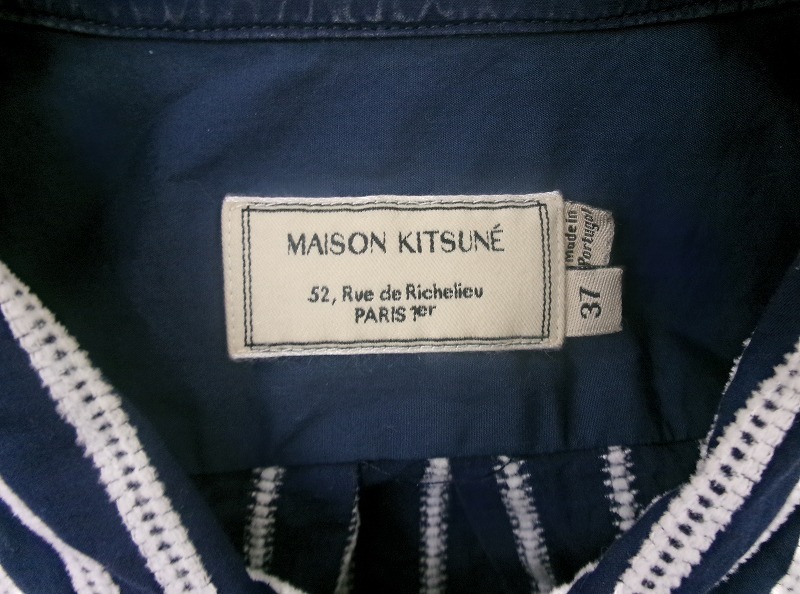 MAISON KITSUNÉ
52, Rue de Richelieu
PARIS 1er
Made in
Portugal
37